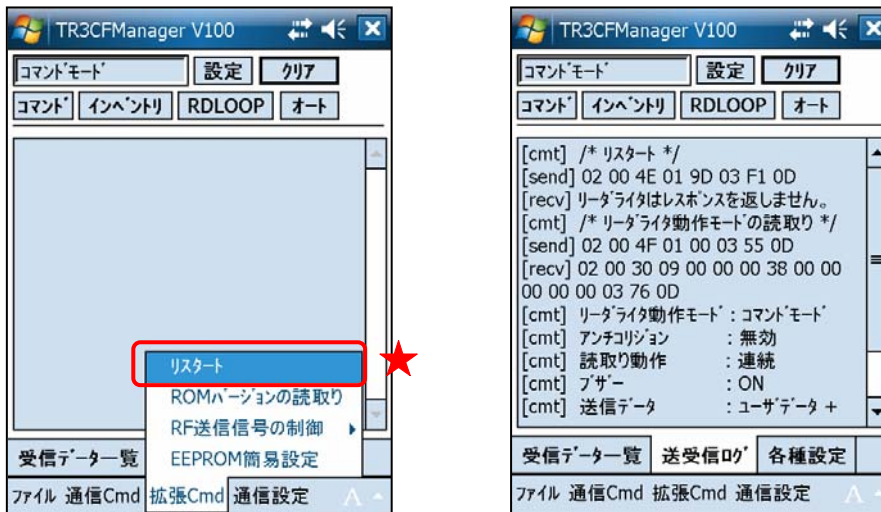 TR3CFManager V100
コマンドモード 設定 クリア
コマンド インベントリ RDLOOP オート
リスタート
ROMバージョンの読取り
RF送信信号の制御
EEPROM簡易設定
受信データ一覧
ファイル 通信Cmd 拡張Cmd 通信設定
TR3CFManager V100
コマンドモード 設定 クリア
コマンド インベントリ RDLOOP オート
[cmt] /* リスタート */
[send] 02 00 4E 01 9D 03 F1 0D
[recv] リーダライタはレスポンスを返しません。
[cmt] /* リーダライタ動作モードの読取り */
[send] 02 00 4F 01 00 03 55 0D
[recv] 02 00 30 09 00 00 00 38 00 00
00 00 00 03 76 0D
[cmt] リーダライタ動作モード : コマンドモード
[cmt] アンチコリジョン : 無効
[cmt] 読取り動作 : 連続
[cmt] ブザー : ON
[cmt] 送信データ : ユーザデータ +
受信データ一覧 送受信ログ 各種設定
ファイル 通信Cmd 拡張Cmd 通信設定